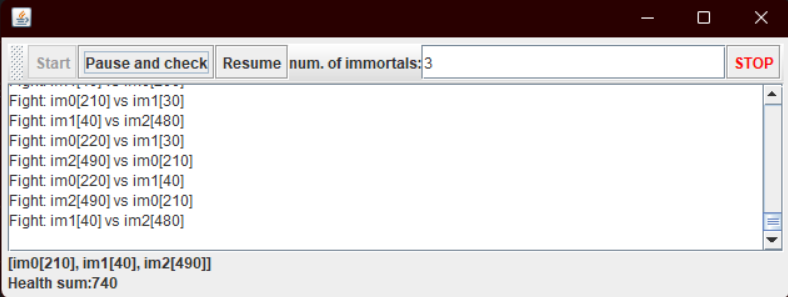 Start Pause and check Resume num. of immortals: 3 STOP
Fight: im0[210] vs im1[30]
Fight: im1[40] vs im2[480]
Fight: im0[220] vs im1[30]
Fight: im2[490] vs im0[210]
Fight: im0[220] vs im1[40]
Fight: im2[490] vs im0[210]
Fight: im1[40] vs im2[480]
[im0[210], im1[40], im2[490]]
Health sum:740